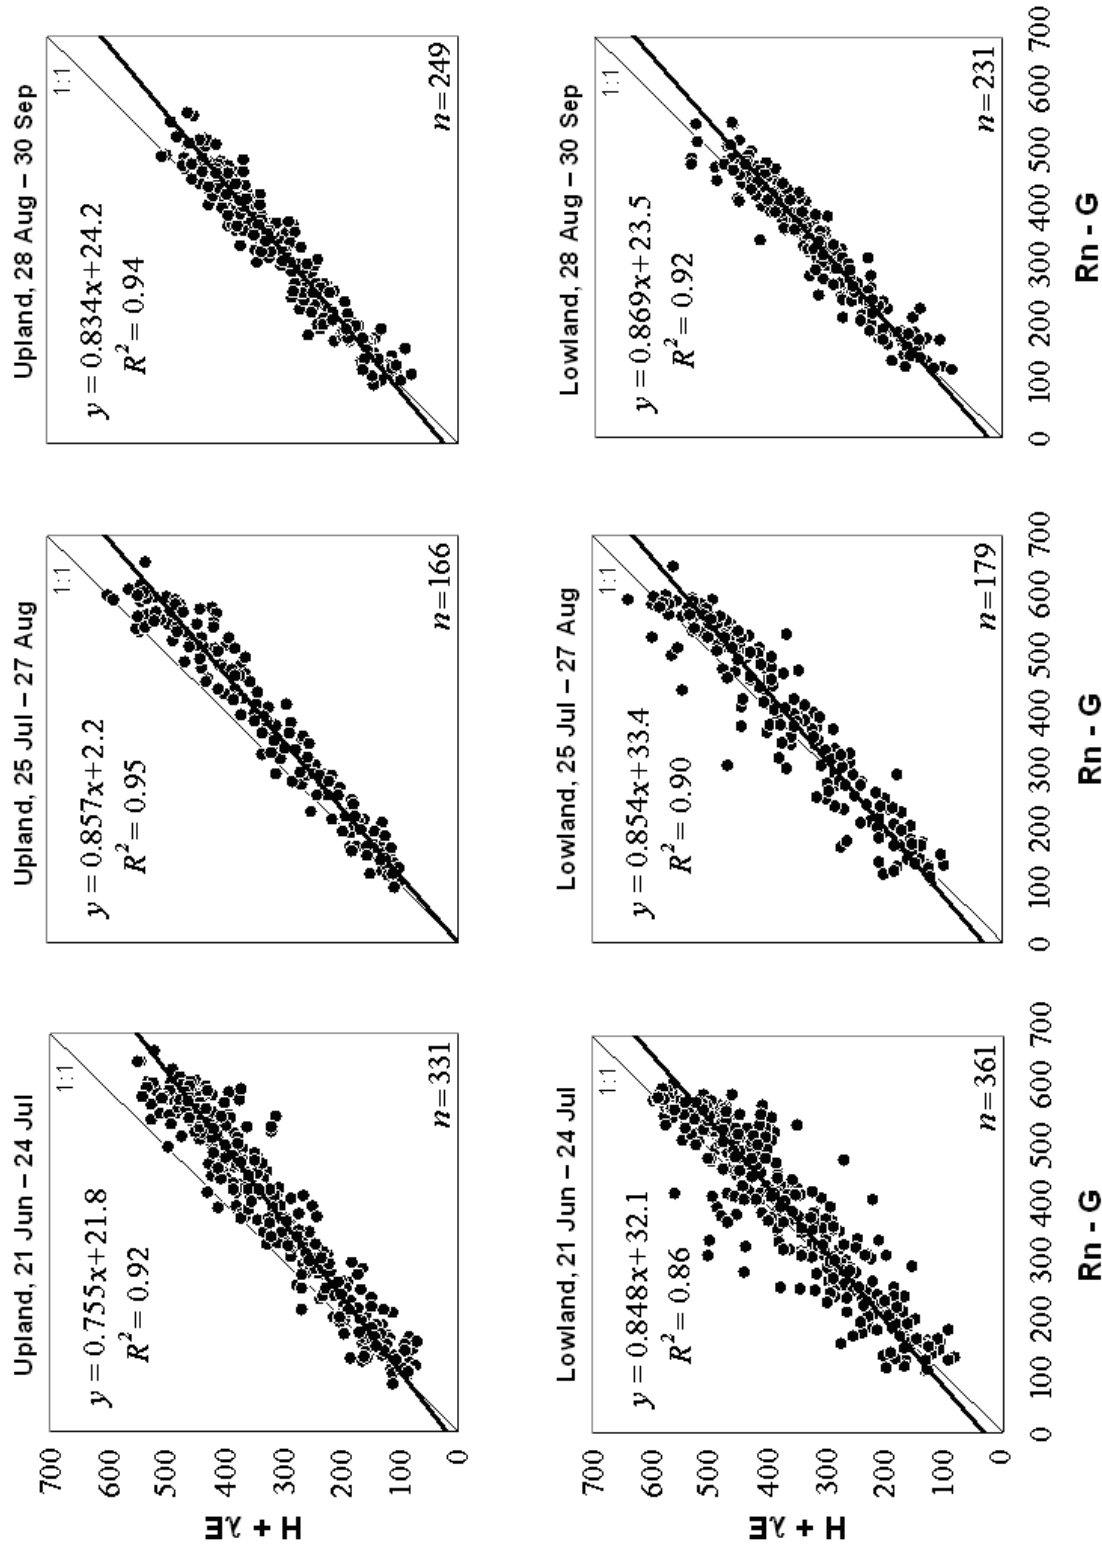 Upland, 21 Jun – 24 Jul
1:1
y = 0.755x+21.8
R² = 0.92
n=331
700
600
500
400
300
200
100
0
H + λE
Upland, 25 Jul – 27 Aug
1:1
y = 0.857x+2.2
R² = 0.95
n=166
Upland, 28 Aug – 30 Sep
1:1
y = 0.834x+24.2
R² = 0.94
n=249
Lowland, 21 Jun – 24 Jul
1:1
y = 0.848x+32.1
R² = 0.86
n=361
700
600
500
400
300
200
100
0
H + λE
0 100 200 300 400 500 600 700
Rn - G
Lowland, 25 Jul – 27 Aug
1:1
y = 0.854x+33.4
R² = 0.90
n=179
0 100 200 300 400 500 600 700
Rn - G
Lowland, 28 Aug – 30 Sep
1:1
y = 0.869x+23.5
R² = 0.92
n=231
0 100 200 300 400 500 600 700
Rn - G